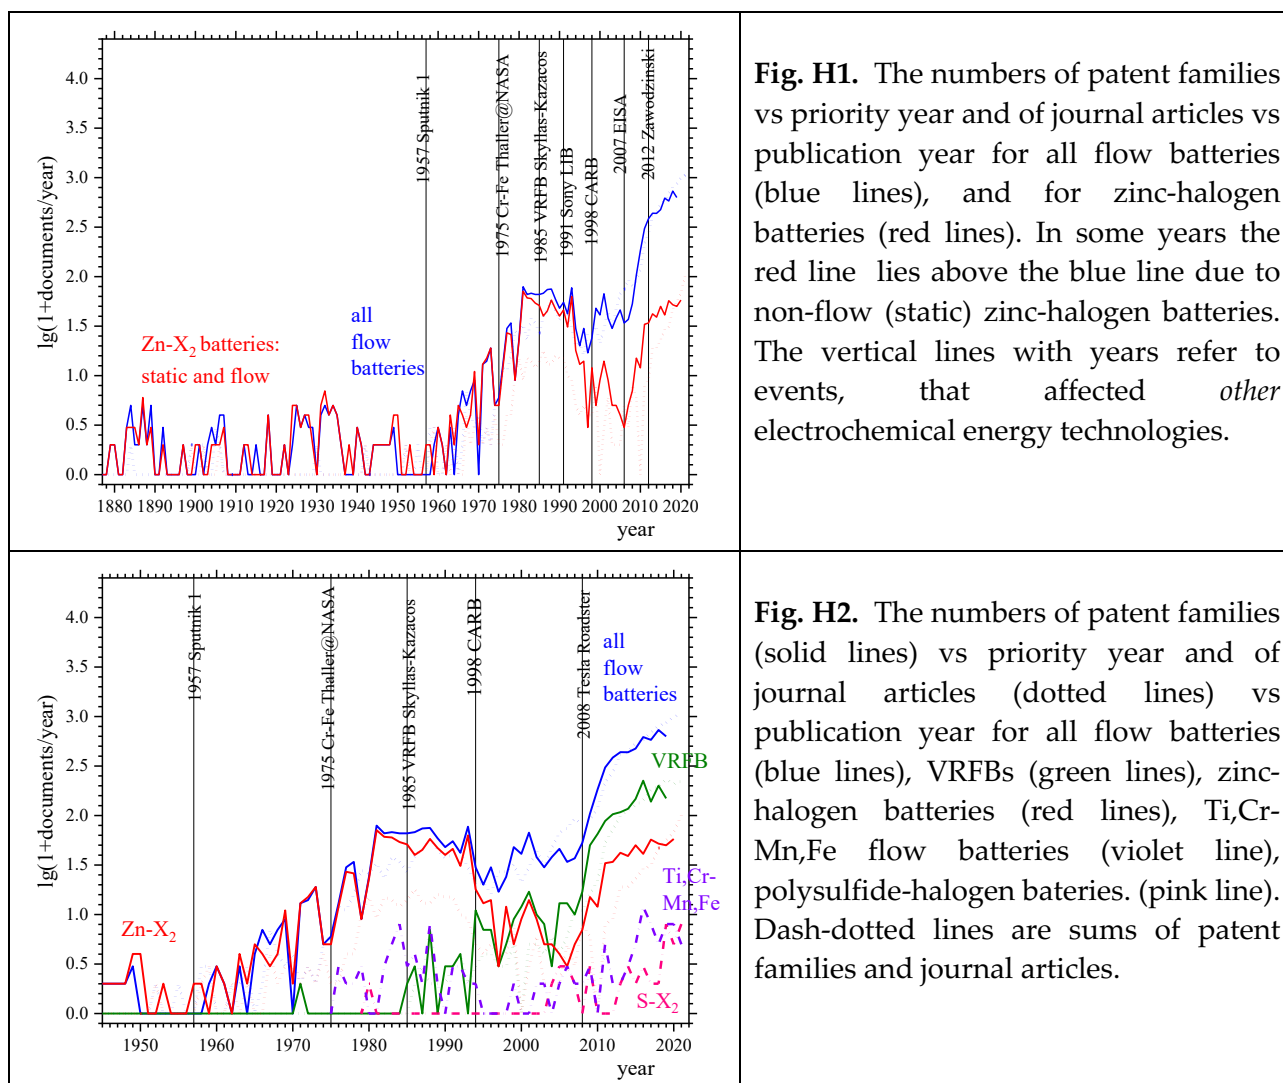 4.0
3.5
3.0
2.5
2.0
1.5
1.0
0.5
0.0
lg(1+documents/year)
1957 Sputnik 1
1975 Cr-Fe Thaller@NASA
1985 VRFB Skyllas-Kazacos
1991 Sony LIB
1998 CARB
2007 EISA
2012 Zawodzinski
Zn-X2 batteries:
static and flow
all
flow
batteries
1880 1890 1900 1910 1920 1930 1940 1950 1960 1970 1980 1990 2000 2010 2020
year
Fig. H1. The numbers of patent families
vs priority year and of journal articles vs
publication year for all flow batteries
(blue lines), and for zinc-halogen
batteries (red lines). In some years the
red line lies above the blue line due to
non-flow (static) zinc-halogen batteries.
The vertical lines with years refer to
events, that affected other
electrochemical energy technologies.
4.0
3.5
3.0
2.5
2.0
1.5
1.0
0.5
0.0
lg(1+documents/year)
1957 Sputnik 1
1975 Cr-Fe Thaller@NASA
1985 VRFB Skyllas-Kazacos
1998 CARB
2008 Tesla Roadster
all
flow
batteries
VRFB
Zn-X2
Ti,Cr-
Mn,Fe
S-X2
1950 1960 1970 1980 1990 2000 2010 2020
year
Fig. H2. The numbers of patent families
(solid lines) vs priority year and of
journal articles (dotted lines) vs
publication year for all flow batteries
(blue lines), VRFBs (green lines), zinc-
halogen batteries (red lines), Ti,Cr-
Mn,Fe flow batteries (violet line),
polysulfide-halogen bateries. (pink line).
Dash-dotted lines are sums of patent
families and journal articles.